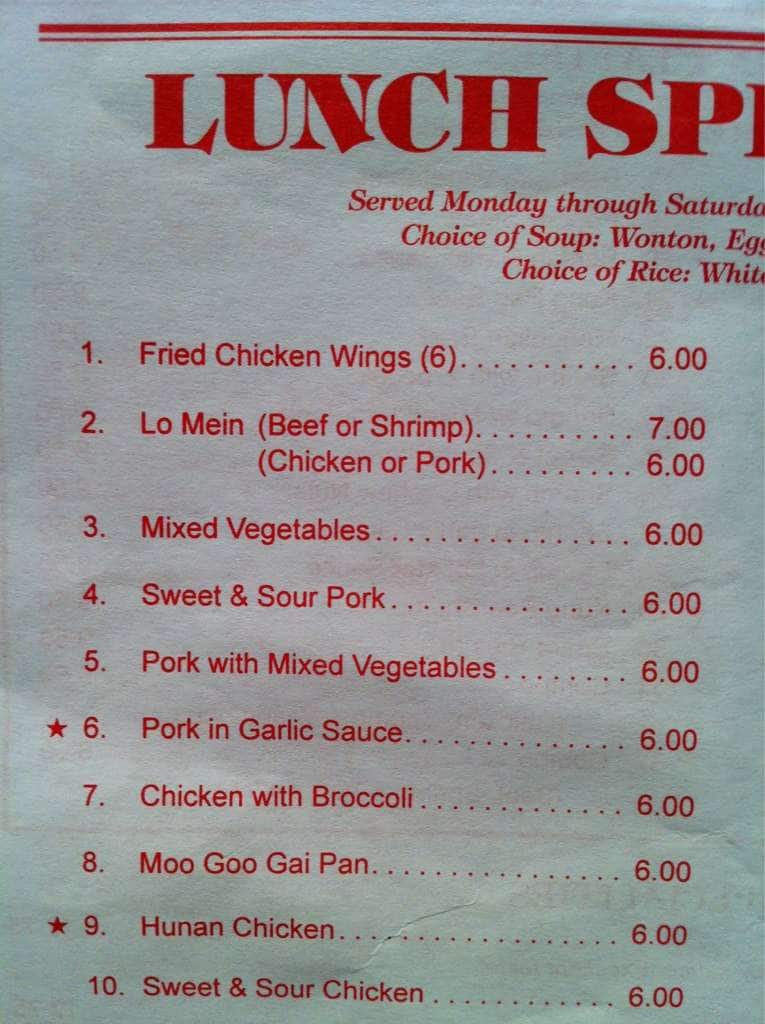 LUNCH SPE
Served Monday through Saturda
Choice of Soup: Wonton, Egg
Choice of Rice: White
1. Fried Chicken Wings (6). . . . . . . . . . . 6.00
2. Lo Mein (Beef or Shrimp). . . . . . . . . . 7.00
(Chicken or Pork). . . . . . . . . 6.00
3. Mixed Vegetables. . . . . . . . . . . . . . . . 6.00
4. Sweet & Sour Pork. . . . . . . . . . . . . . . 6.00
5. Pork with Mixed Vegetables . . . . . . . . 6.00
★ 6. Pork in Garlic Sauce. . . . . . . . . . . . . . 6.00
7. Chicken with Broccoli . . . . . . . . . . . . . 6.00
8. Moo Goo Gai Pan. . . . . . . . . . . . . . . . 6.00
★ 9. Hunan Chicken. . . . . . . . . . . . . . . . . . 6.00
10. Sweet & Sour Chicken . . . . . . . . . . . . 6.00